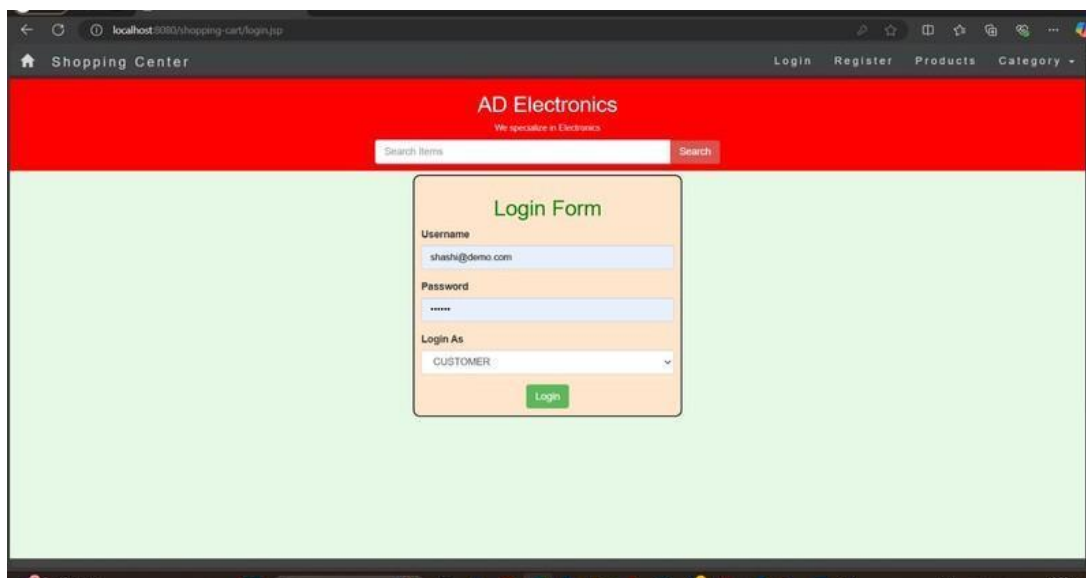 localhost:8080/shopping-cart/login.jsp
Shopping Center Login Register Products Category
AD Electronics
We specialize in Electronics
Search Items Search
Login Form
Username
shashi@demo.com
Password
••••••
Login As
CUSTOMER
Login